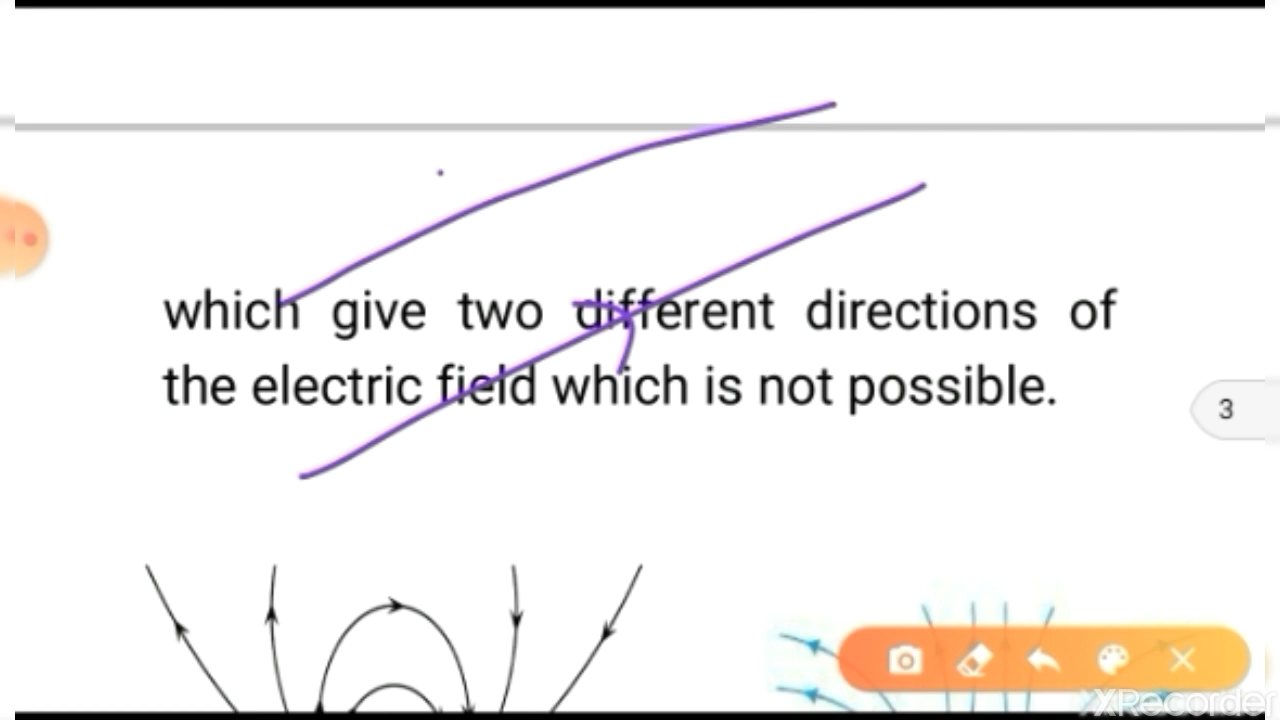 which give two different directions of
the electric field which is not possible.
3
XRecorder